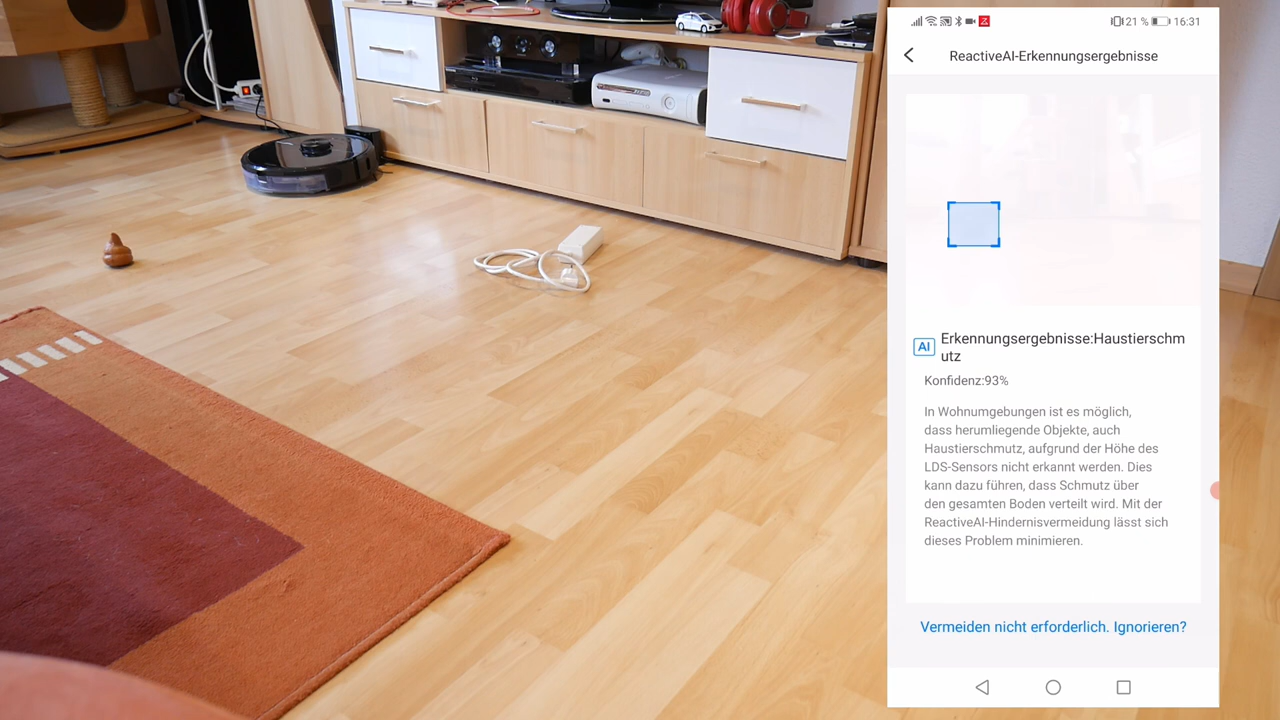 21 % 16:31
ReactiveAI-Erkennungsergebnisse
AI Erkennungsergebnisse:Haustierschm
utz
Konfidenz:93%
In Wohnumgebungen ist es möglich,
dass herumliegende Objekte, auch
Haustierschmutz, aufgrund der Höhe des
LDS-Sensors nicht erkannt werden. Dies
kann dazu führen, dass Schmutz über
den gesamten Boden verteilt wird. Mit der
ReactiveAI-Hindernisvermeidung lässt sich
dieses Problem minimieren.
Vermeiden nicht erforderlich. Ignorieren?